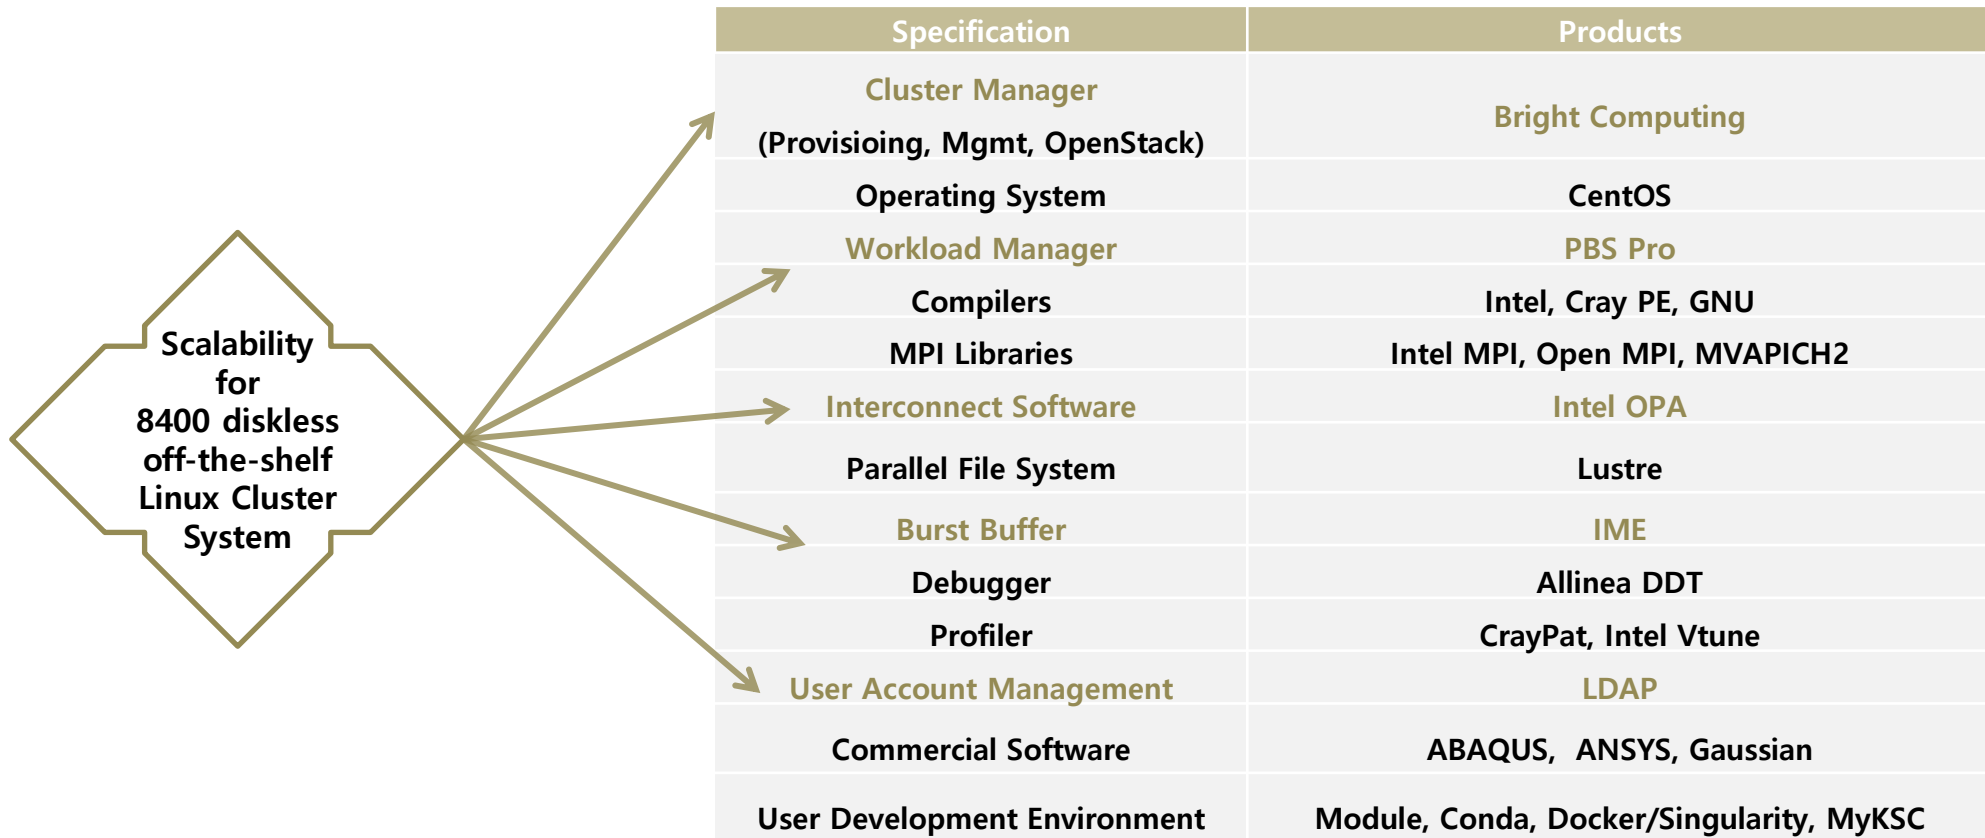 Scalability
for
8400 diskless
off-the-shelf
Linux Cluster
System
Specification Products
Cluster Manager
(Provisioing, Mgmt, OpenStack)
Bright Computing
Operating System CentOS
Workload Manager PBS Pro
Compilers Intel, Cray PE, GNU
MPI Libraries Intel MPI, Open MPI, MVAPICH2
Interconnect Software Intel OPA
Parallel File System Lustre
Burst Buffer IME
Debugger Allinea DDT
Profiler CrayPat, Intel Vtune
User Account Management LDAP
Commercial Software ABAQUS, ANSYS, Gaussian
User Development Environment Module, Conda, Docker/Singularity, MyKSC